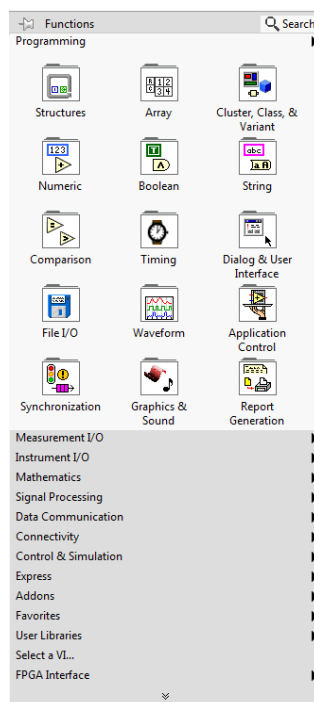 Functions
Search
Programming
Structures
Array
Cluster, Class, &
Variant
123
abc
Numeric
Boolean
String
Comparison
Timing
Dialog & User
Interface
File I/O
Waveform
Application
Control
Synchronization
Graphics &
Sound
Report
Generation
Measurement I/O
Instrument I/O
Mathematics
Signal Processing
Data Communication
Connectivity
Control & Simulation
Express
Addons
Favorites
User Libraries
Select a VI...
FPGA Interface